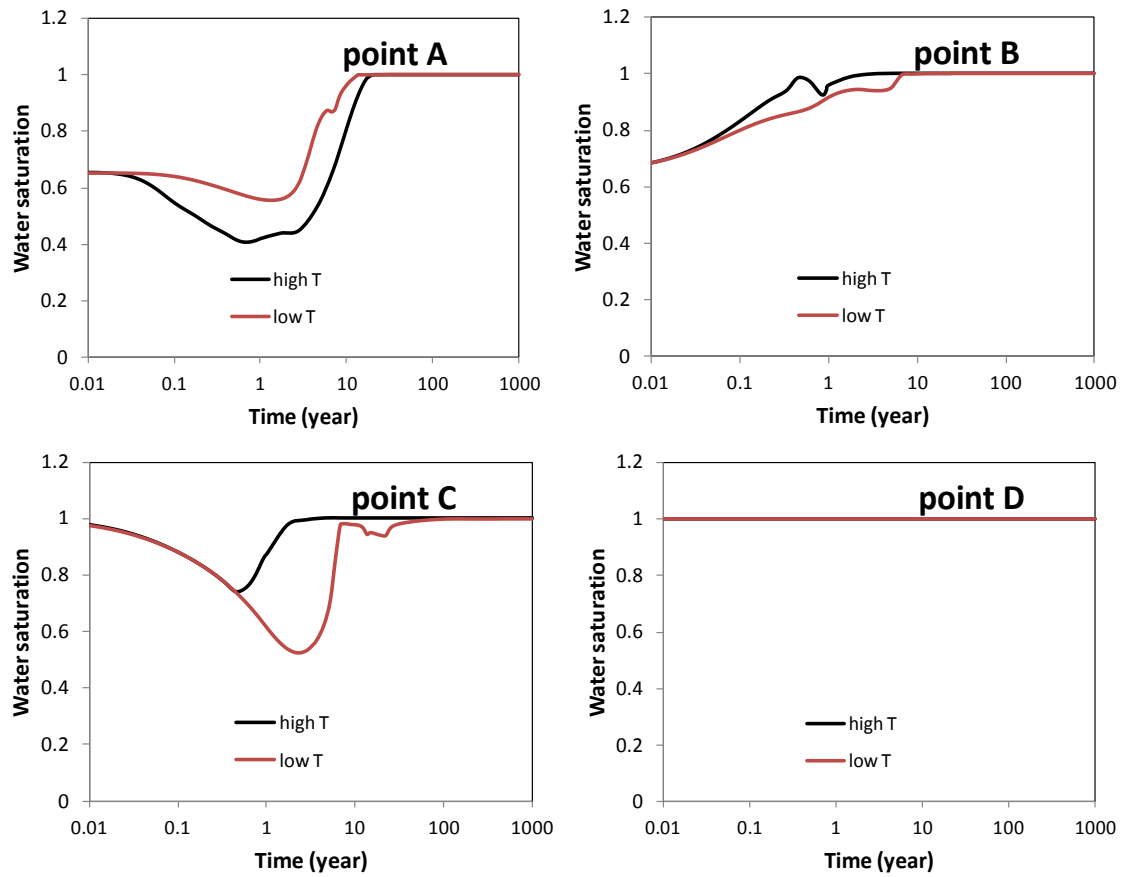 1.2
point A
1
0.8
0.6
0.4
0.2
0
Water saturation
high T
low T
0.01 0.1 1 10 100 1000
Time (year)
1.2
point B
1
0.8
0.6
0.4
0.2
0
Water saturation
high T
low T
0.01 0.1 1 10 100 1000
Time (year)
1.2
point C
1
0.8
0.6
0.4
0.2
0
Water saturation
high T
low T
0.01 0.1 1 10 100 1000
Time (year)
1.2
point D
1
0.8
0.6
0.4
0.2
0
Water saturation
high T
low T
0.01 0.1 1 10 100 1000
Time (year)